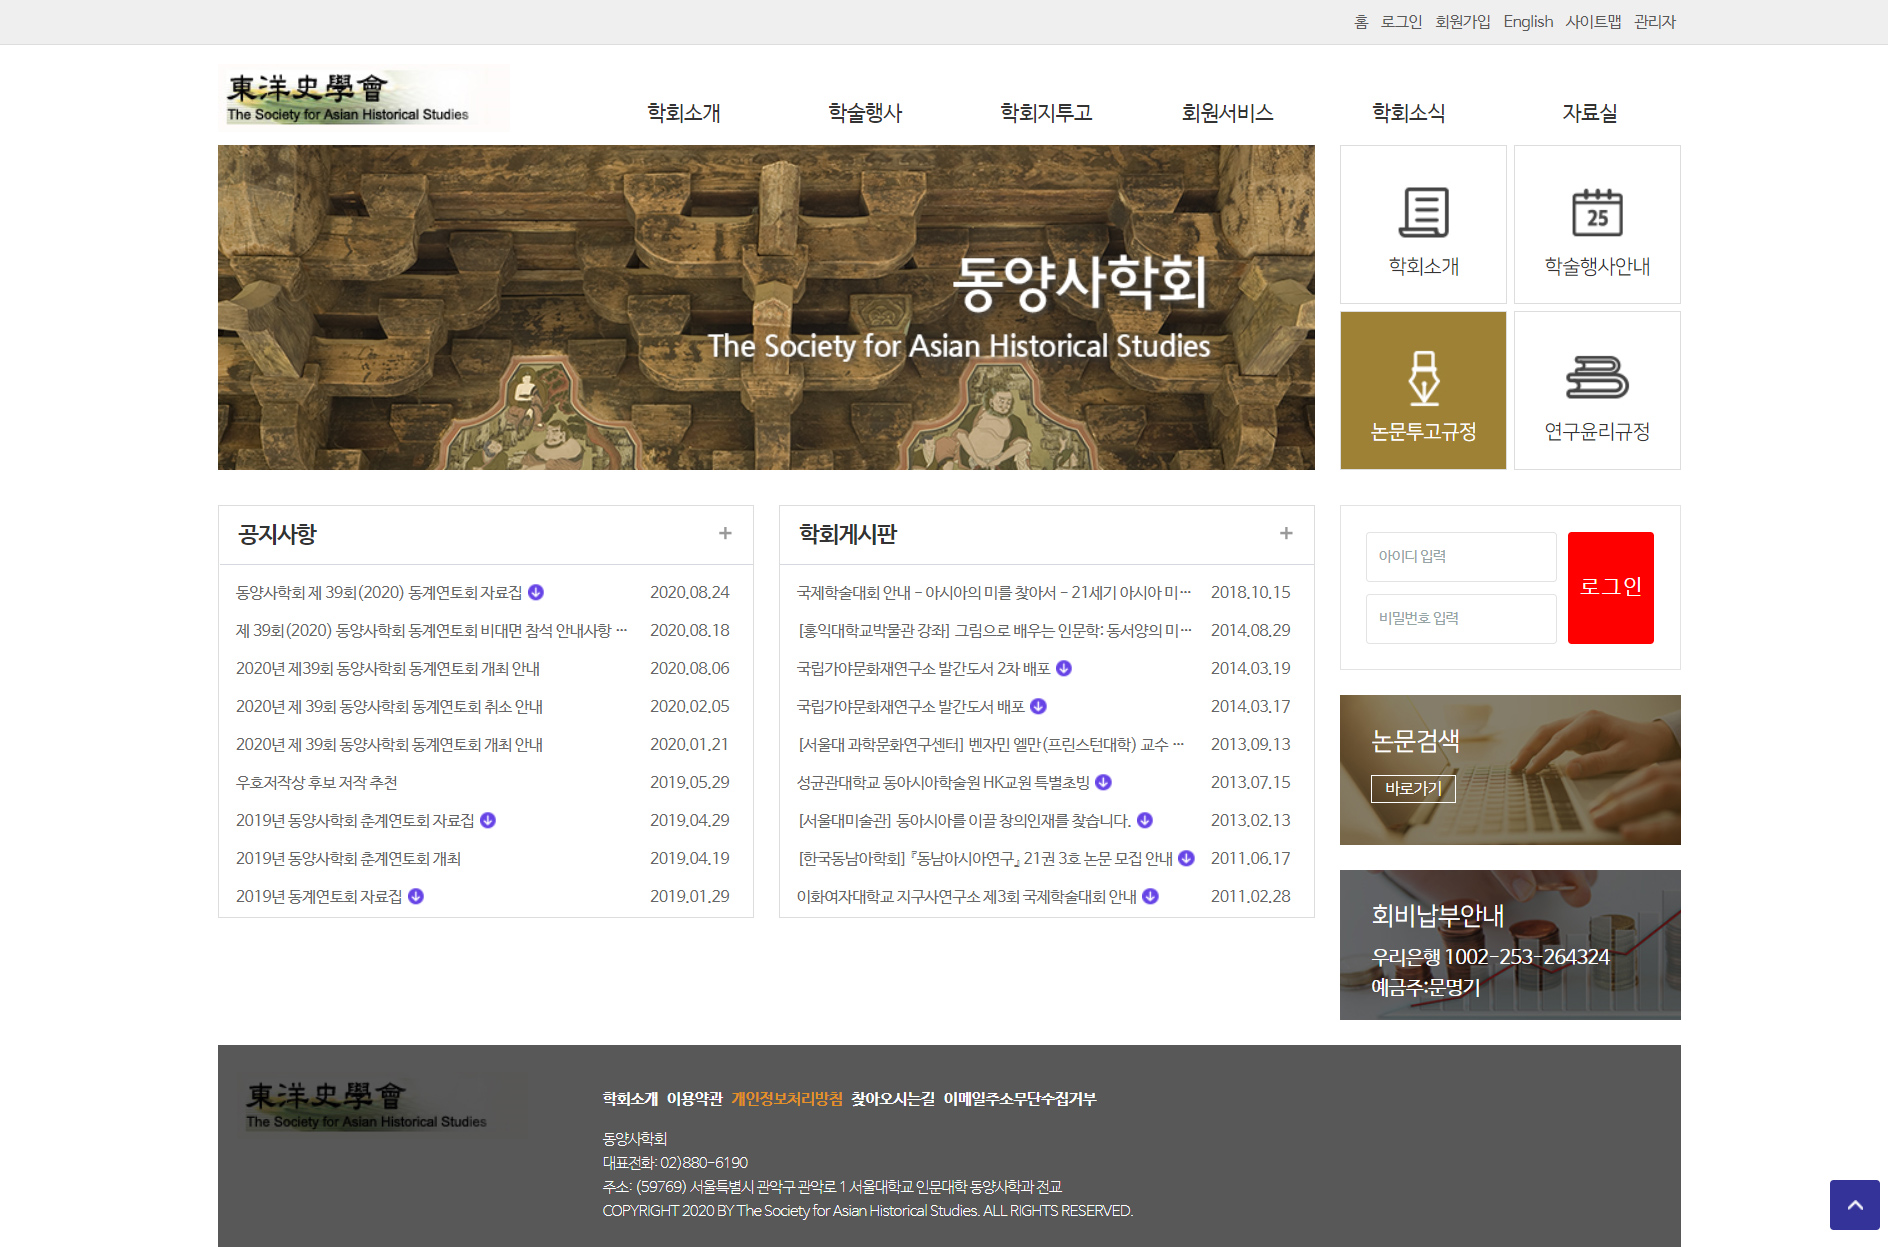 홈 로그인 회원가입 English 사이트맵 관리자
東洋史學會
The Society for Asian Historical Studies
학회소개 학술행사 학회지투고 회원서비스 학회소식 자료실
동양사학회
The Society for Asian Historical Studies
학회소개
25
학술행사안내
논문투고규정
연구윤리규정
공지사항 +
동양사학회 제 39회(2020) 동계연토회 자료집 2020.08.24
제 39회(2020) 동양사학회 동계연토회 비대면 참석 안내사항 … 2020.08.18
2020년 제39회 동양사학회 동계연토회 개최 안내 2020.08.06
2020년 제 39회 동양사학회 동계연토회 취소 안내 2020.02.05
2020년 제 39회 동양사학회 동계연토회 개최 안내 2020.01.21
우호저작상 후보 저작 추천 2019.05.29
2019년 동양사학회 춘계연토회 자료집 2019.04.29
2019년 동양사학회 춘계연토회 개최 2019.04.19
2019년 동계연토회 자료집 2019.01.29
학회게시판 +
국제학술대회 안내 - 아시아의 미를 찾아서 - 21세기 아시아 미… 2018.10.15
[홍익대학교박물관 강좌] 그림으로 배우는 인문학: 동서양의 미… 2014.08.29
국립가야문화재연구소 발간도서 2차 배포 2014.03.19
국립가야문화재연구소 발간도서 배포 2014.03.17
[서울대 과학문화연구센터] 벤자민 엘만(프린스턴대학) 교수 … 2013.09.13
성균관대학교 동아시아학술원 HK교원 특별초빙 2013.07.15
[서울대미술관] 동아시아를 이끌 창의인재를 찾습니다. 2013.02.13
[한국동남아학회] 『동남아시아연구』 21권 3호 논문 모집 안내 2011.06.17
이화여자대학교 지구사연구소 제3회 국제학술대회 안내 2011.02.28
아이디 입력
비밀번호 입력
로그인
논문검색
바로가기
회비납부안내
우리은행 1002-253-264324
예금주:문명기
東洋史學會
The Society for Asian Historical Studies
학회소개 이용약관 개인정보처리방침 찾아오시는길 이메일주소무단수집거부
동양사학회
대표전화: 02)880-6190
주소: (59769) 서울특별시 관악구 관악로 1 서울대학교 인문대학 동양사학과 전교
COPYRIGHT 2020 BY The Society for Asian Historical Studies. ALL RIGHTS RESERVED.